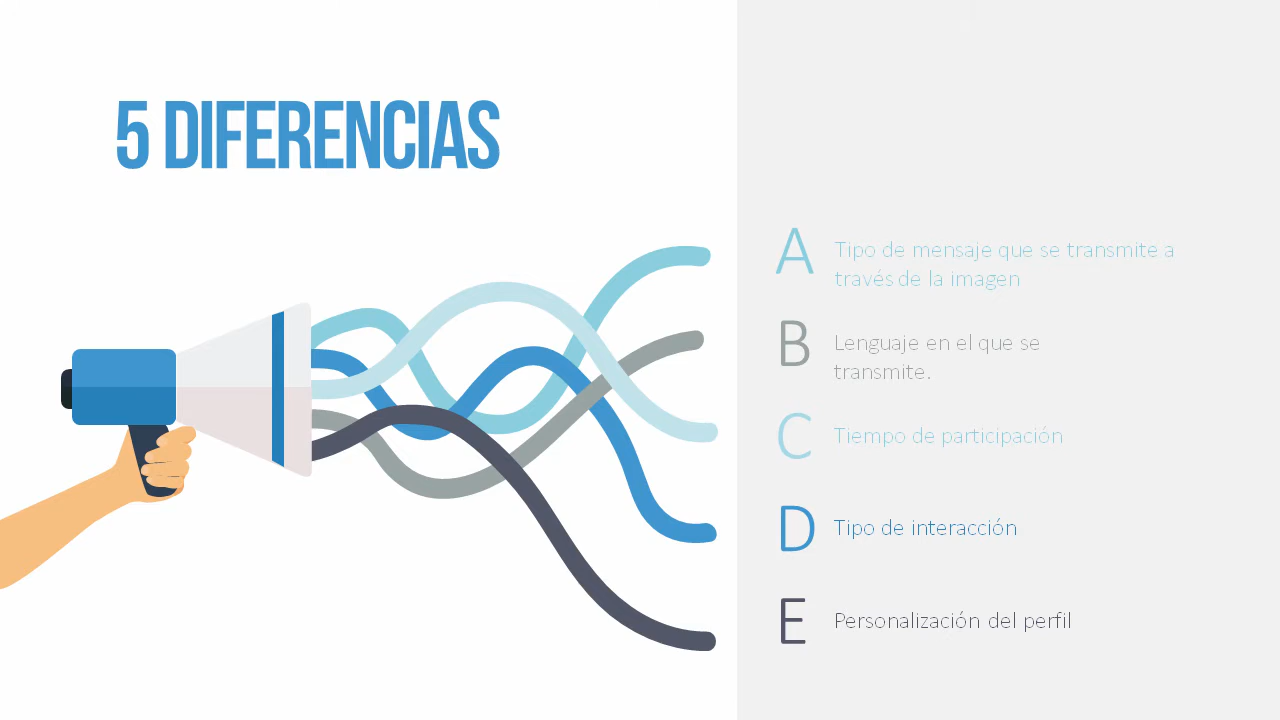 5 DIFERENCIAS
A
Tipo de mensaje que se transmite a
través de la imagen
B
Lenguaje en el que se
transmite.
C
Tiempo de participación
D
Tipo de interacción
E
Personalización del perfil